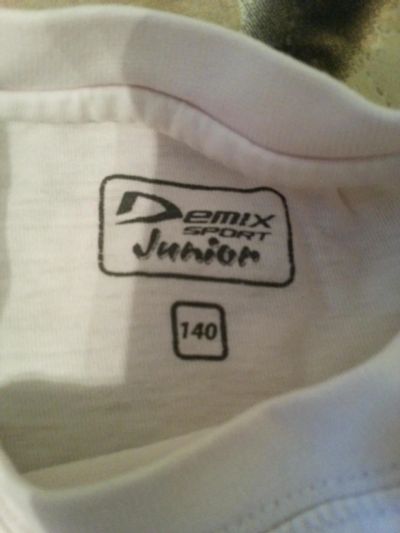 Demix
SPORT
Junior
140